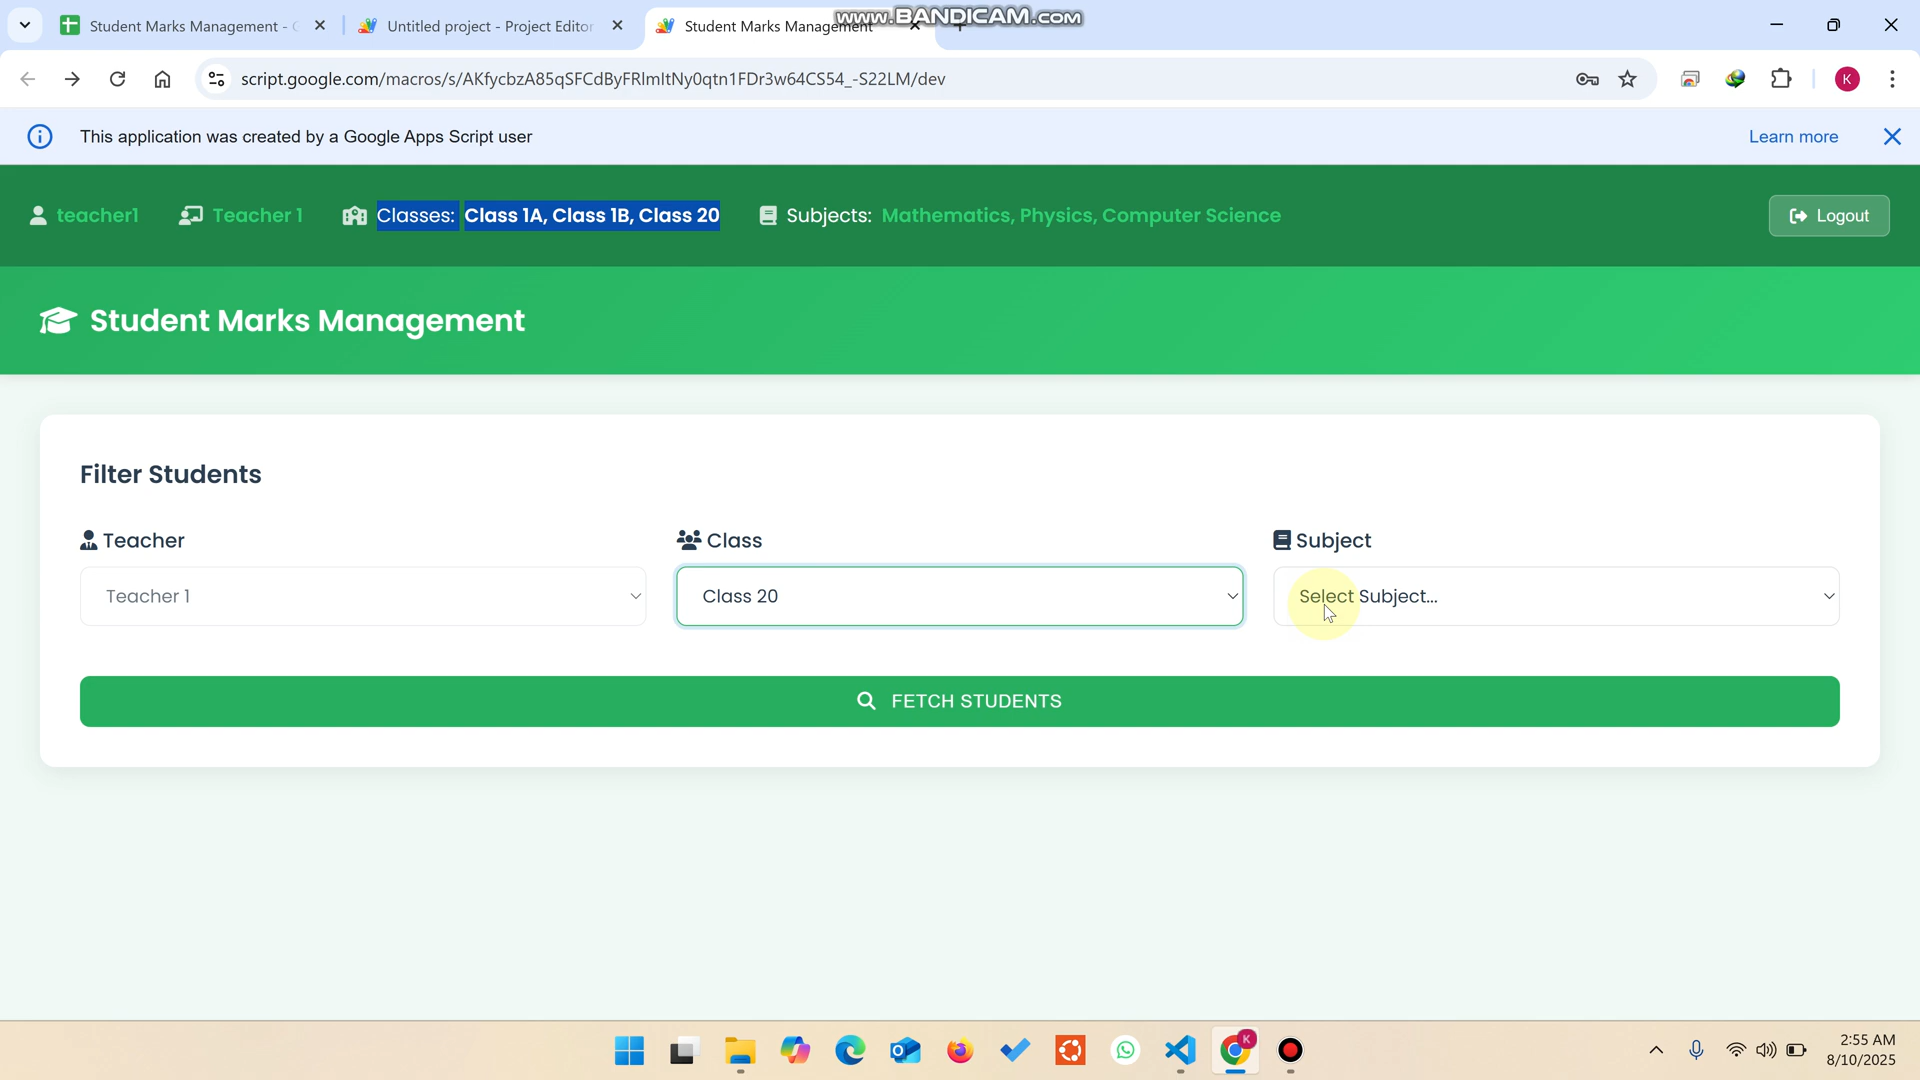 Student Marks Management - 
Untitled project - Project Editor
Student Marks Management
www.BANDICAM.com
script.google.com/macros/s/AKfycbzA85qSFCdByFRlmItNy0qtn1FDr3w64CS54_-S22LM/dev
K
This application was created by a Google Apps Script user
Learn more
teacher1
Teacher 1
Classes: Class 1A, Class 1B, Class 20
Subjects: Mathematics, Physics, Computer Science
Logout
Student Marks Management
Filter Students
Teacher
Class
Subject
Teacher 1
Class 20
Select Subject...
FETCH STUDENTS
K
2:55 AM
8/10/2025